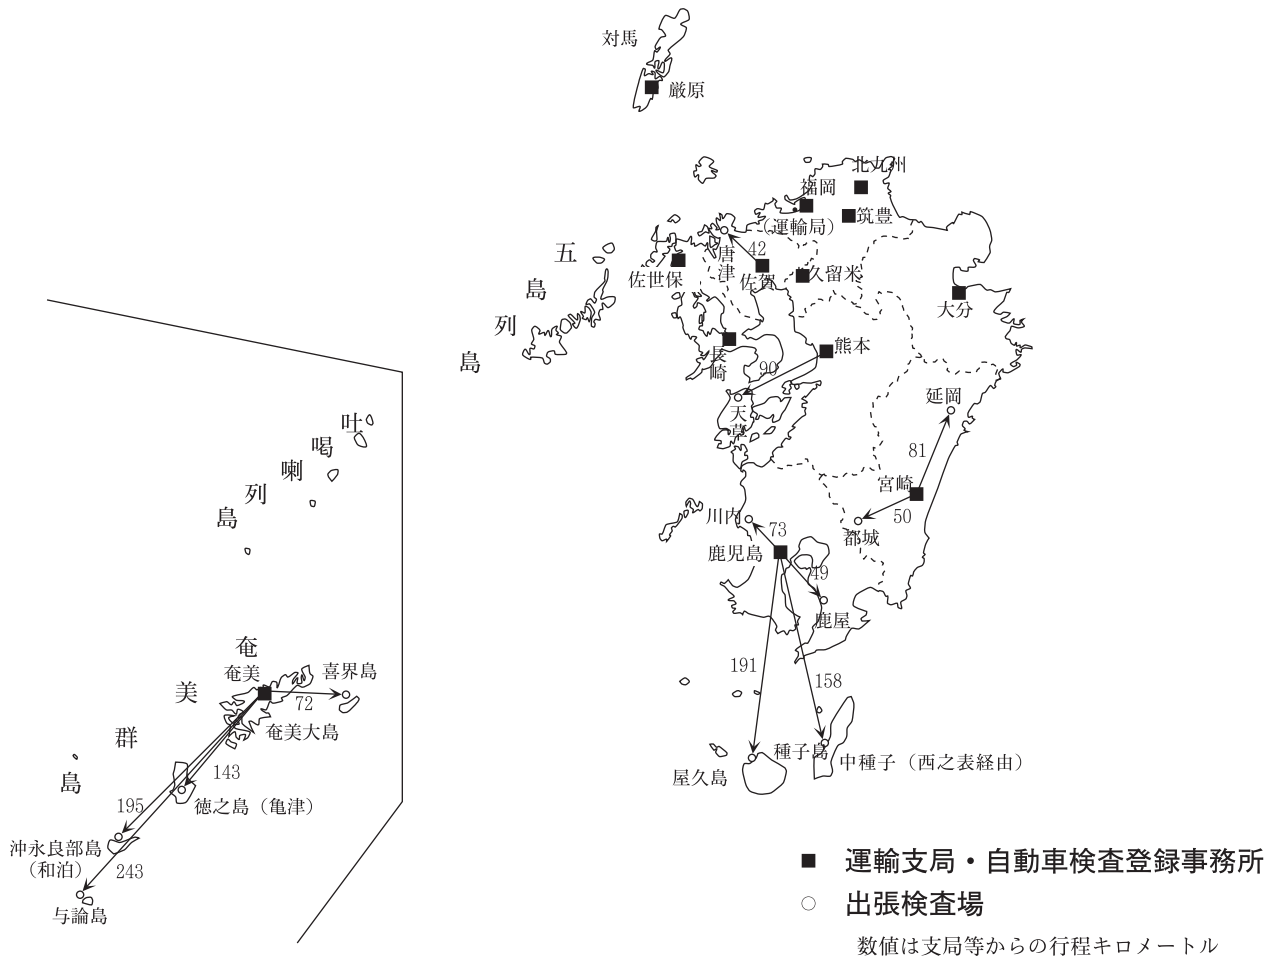 対馬
厳原
北九州
福岡
（運輸局）
筑豊
五島列島
佐世保
唐津
42
佐賀
久留米
大分
長崎
熊本
90
天草
延岡
81
宮崎
50
都城
川内
73
鹿児島
49
鹿屋
191
158
種子島
屋久島
中種子（西之表経由）
吐喝喇列島
奄美群島
奄美
喜界島
72
奄美大島
143
徳之島（亀津）
195
沖永良部島
（和泊）
243
与論島
■ 運輸支局・自動車検査登録事務所
○ 出張検査場
数値は支局等からの行程キロメートル